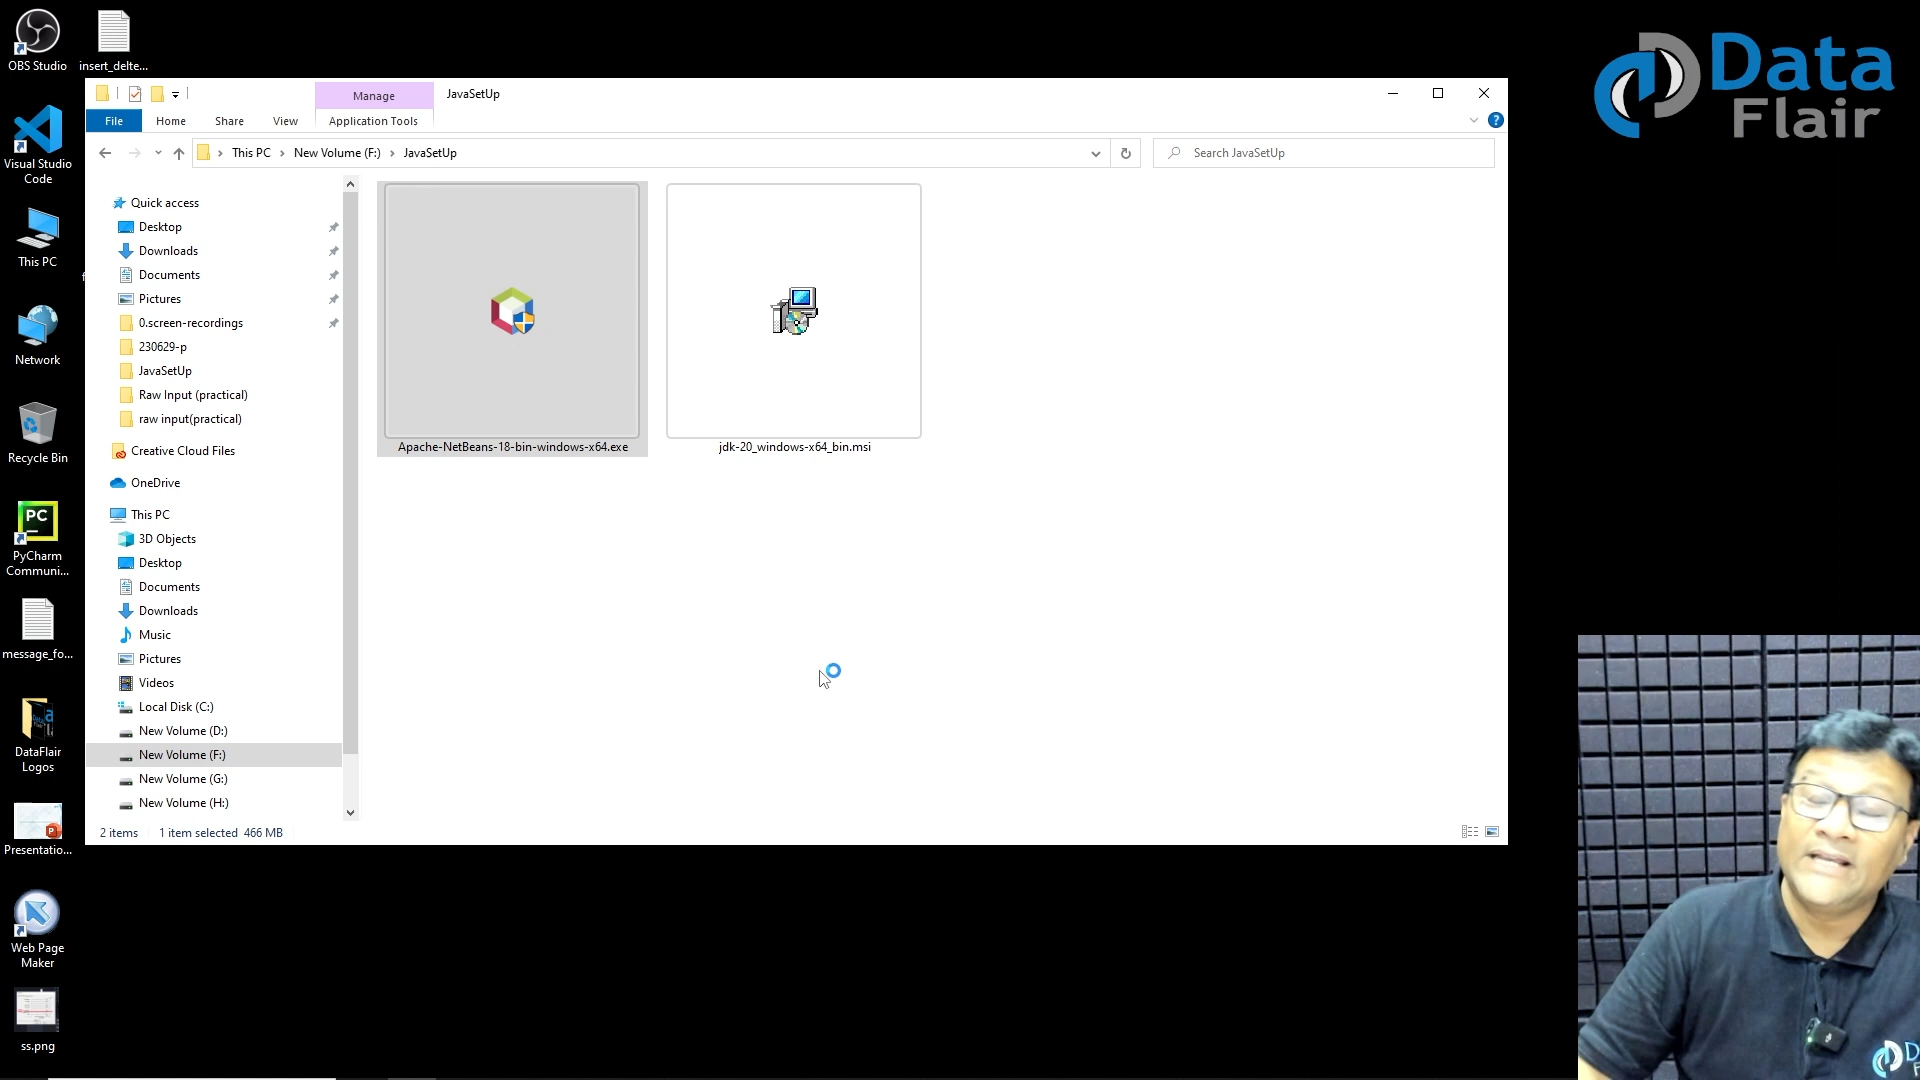 OBS Studio
insert_delte...
Visual Studio
Code
This PC
Network
Recycle Bin
PC
PyCharm
Communi...
message_fo...
DataFlair
Logos
Presentatio...
Web Page
Maker
ss.png
Manage
JavaSetUp
File
Home
Share
View
Application Tools
This PC
New Volume (F:)
JavaSetUp
Search JavaSetUp
Quick access
Desktop
Downloads
Documents
Pictures
0.screen-recordings
230629-p
JavaSetUp
Raw Input (practical)
raw input(practical)
Creative Cloud Files
OneDrive
This PC
3D Objects
Desktop
Documents
Downloads
Music
Pictures
Videos
Local Disk (C:)
New Volume (D:)
New Volume (F:)
New Volume (G:)
New Volume (H:)
Apache-NetBeans-18-bin-windows-x64.exe
jdk-20_windows-x64_bin.msi
2 items
1 item selected 466 MB
Data
Flair